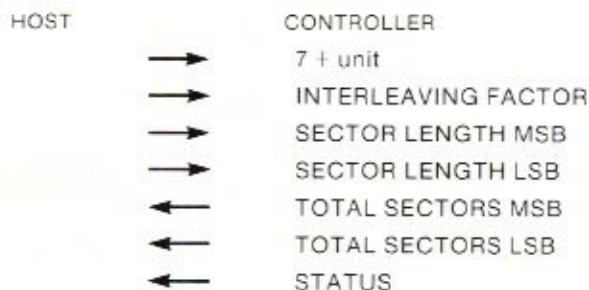 HOST CONTROLLER
7 + unit
INTERLEAVING FACTOR
SECTOR LENGTH MSB
SECTOR LENGTH LSB
TOTAL SECTORS MSB
TOTAL SECTORS LSB
STATUS